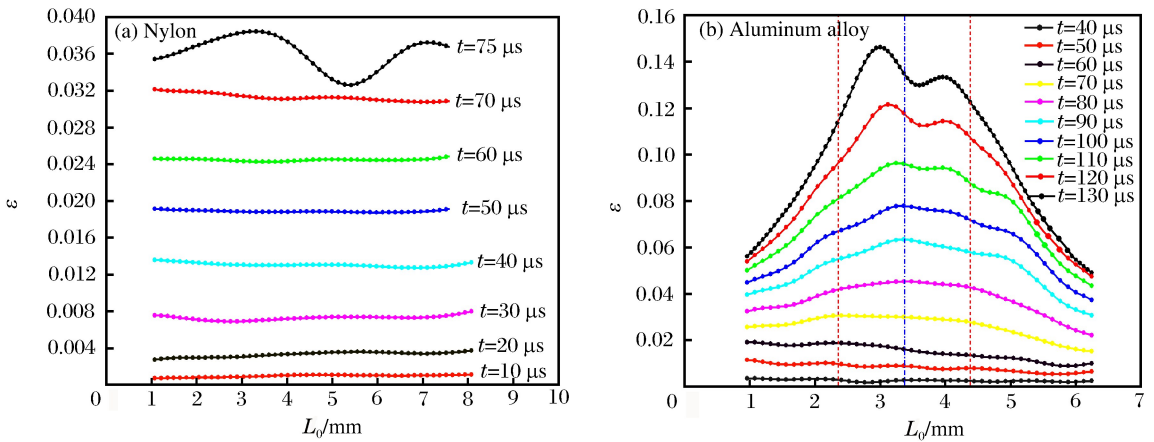 (a) Nylon
0.040
0.036
0.032
0.028
0.024
0.020
0.016
0.012
0.008
0.004
0
ε
t=75 μs
t=70 μs
t=60 μs
t=50 μs
t=40 μs
t=30 μs
t=20 μs
t=10 μs
1 2 3 4 5 6 7 8 9 10
L₀/mm
(b) Aluminum alloy
0.16
0.14
0.12
0.10
0.08
0.06
0.04
0.02
0
ε
t=40 μs
t=50 μs
t=60 μs
t=70 μs
t=80 μs
t=90 μs
t=100 μs
t=110 μs
t=120 μs
t=130 μs
1 2 3 4 5 6 7
L₀/mm